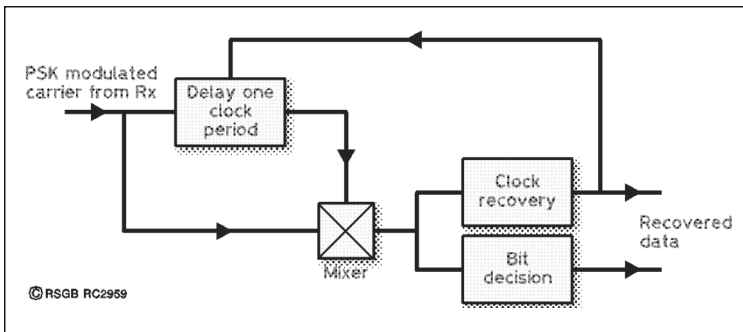 PSK modulated
carrier from Rx
Delay one
clock
period
Clock
recovery
Recovered
data
Mixer
Bit
decision
© RSGB RC2959